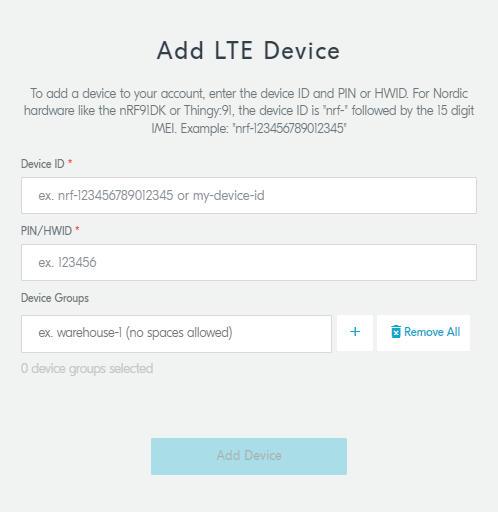 Add LTE Device
To add a device to your account, enter the device ID and PIN or HWID. For Nordic
hardware like the nRF91DK or Thingy:91, the device ID is "nrf-" followed by the 15 digit
IMEI. Example: "nrf-123456789012345"
Device ID *
ex. nrf-123456789012345 or my-device-id
PIN/HWID *
ex. 123456
Device Groups
ex. warehouse-1 (no spaces allowed) + Remove All
0 device groups selected
Add Device